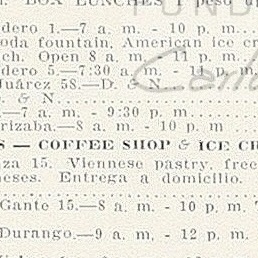 BOX LUNCHES 1 peso up
dero 1.—7 a. m. - 10 p. m.
oda fountain, American ice cr
ch. Open 8 a. m. - 11 p. m.
dero 5.—7:30 a. m. - 11 p. m.
Juárez 58.—D. & N.
. & N.
.—7 a. m. - 9:30 p. m.
rizaba.—8 a. m. - 10 p. m
S — COFFEE SHOP & ICE CR
za 15. Viennese pastry, free
neses. Entrega a domicilio.
Gante 15.—8 a. m. - 10 p. m.
Durango.—9 a. m. - 12 p. m.